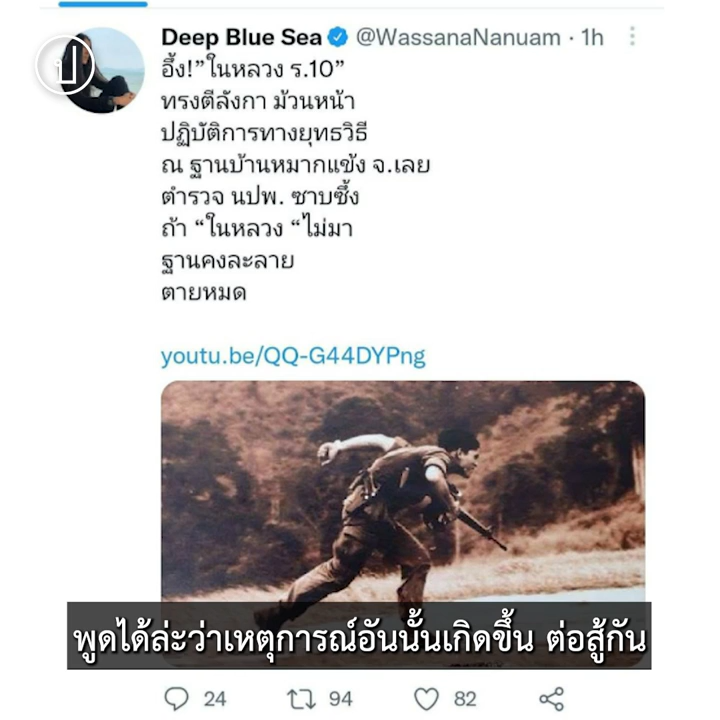 Deep Blue Sea @WassanaNanuam · 1h
ป
อึ้ง!”ในหลวง ร.10”
ทรงตีลังกา ม้วนหน้า
ปฏิบัติการทางยุทธวิธี
ณ ฐานบ้านหมากแข้ง จ.เลย
ตำรวจ นปพ. ซาบซึ้ง
ถ้า “ในหลวง “ไม่มา
ฐานคงละลาย
ตายหมด
youtu.be/QQ-G44DYPng
พูดได้ล่ะว่าเหตุการณ์อันนั้นเกิดขึ้น ต่อสู้กัน
24 94 82